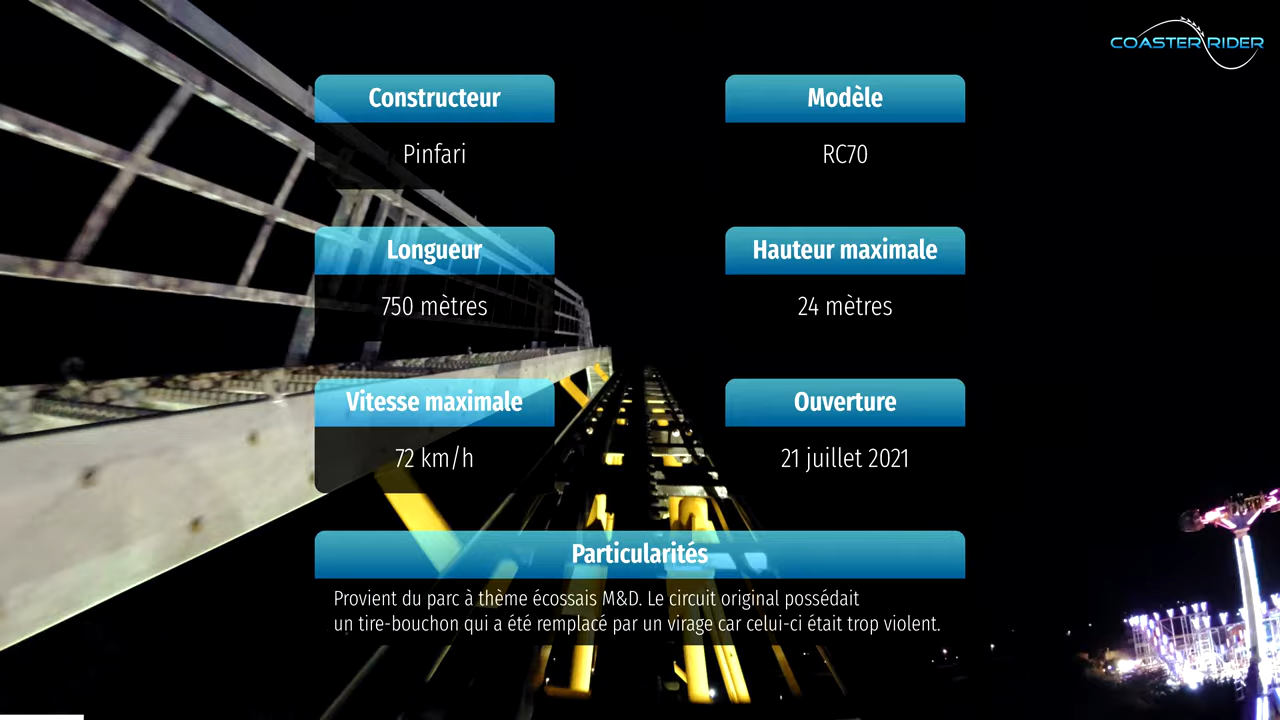 COASTER RIDER
Constructeur
Pinfari
Modèle
RC70
Longueur
750 mètres
Hauteur maximale
24 mètres
Vitesse maximale
72 km/h
Ouverture
21 juillet 2021
Particularités
Provient du parc à thème écossais M&D. Le circuit original possédait
un tire-bouchon qui a été remplacé par un virage car celui-ci était trop violent.